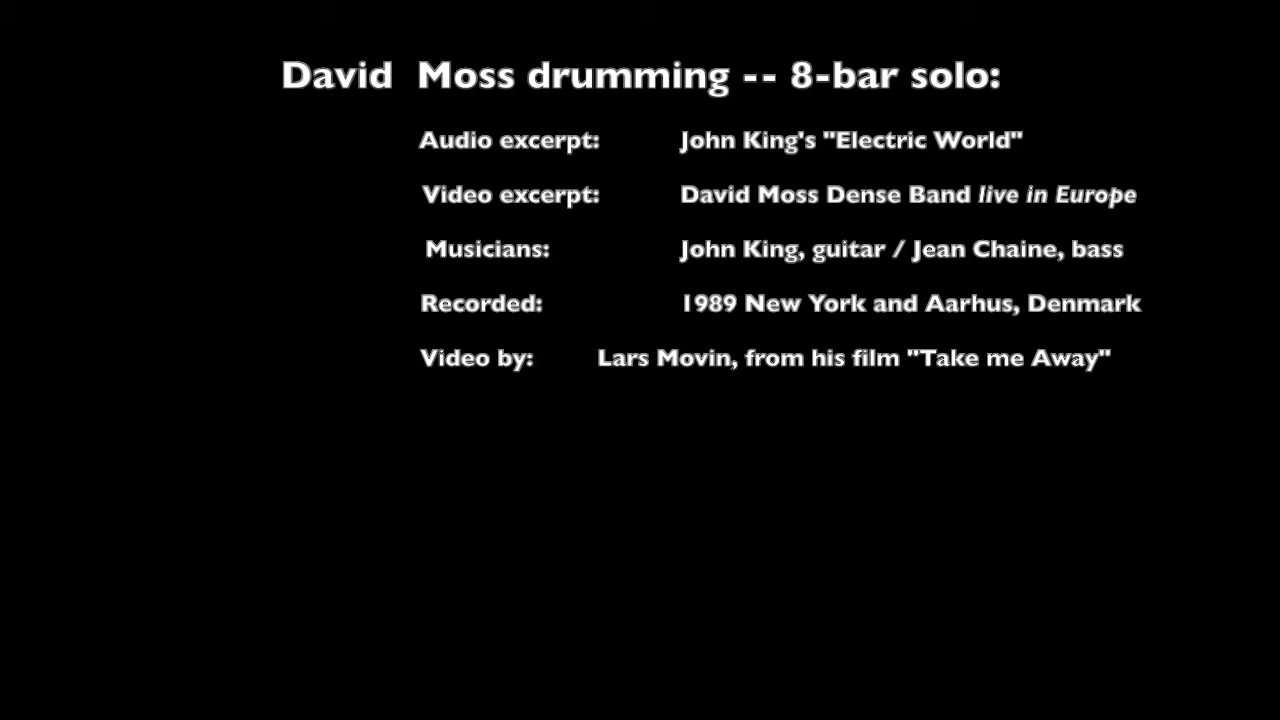 David Moss drumming -- 8-bar solo:
Audio excerpt: John King's "Electric World"
Video excerpt: David Moss Dense Band live in Europe
Musicians: John King, guitar / Jean Chaine, bass
Recorded: 1989 New York and Aarhus, Denmark
Video by: Lars Movin, from his film "Take me Away"